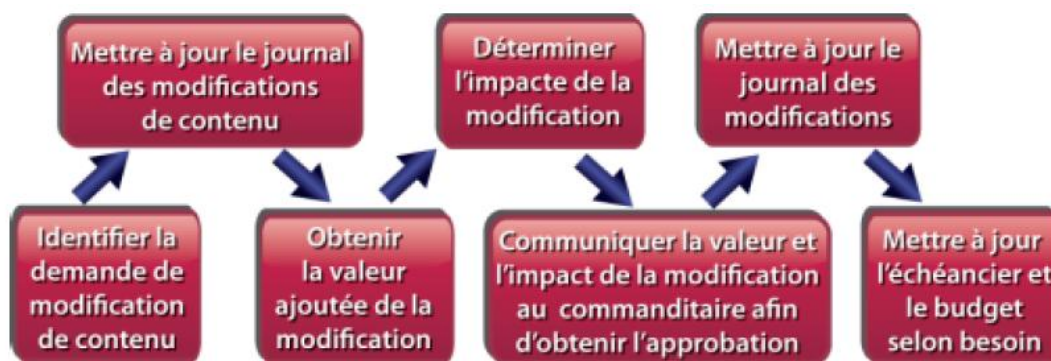 Identifier la
demande de
modification
de contenu
Mettre à jour le journal
des modifications
de contenu
Obtenir
la valeur
ajoutée de la
modification
Déterminer
l'impacte de la
modification
Communiquer la valeur et
l'impact de la modification
au commanditaire afin
d'obtenir l'approbation
Mettre à jour le
journal des
modifications
Mettre à jour
l'échéancier et
le budget
selon besoin